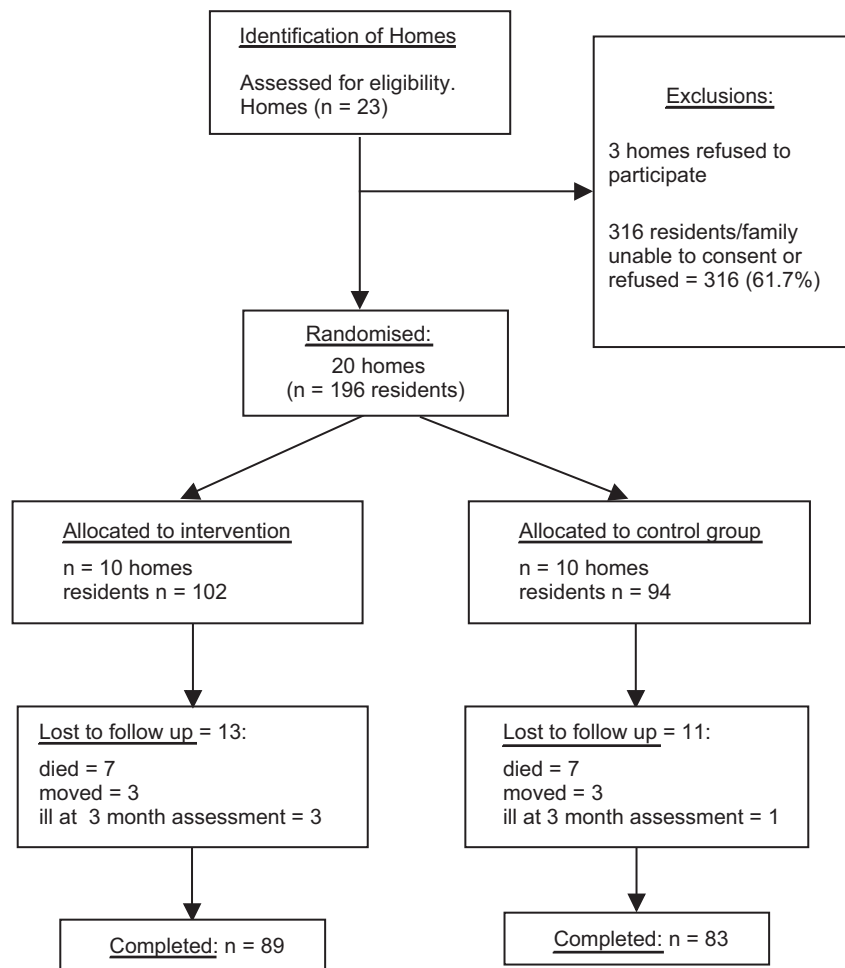 Identification of Homes
Assessed for eligibility.
Homes (n = 23)
Exclusions:
3 homes refused to
participate
316 residents/family
unable to consent or
refused = 316 (61.7%)
Randomised:
20 homes
(n = 196 residents)
Allocated to intervention
n = 10 homes
residents n = 102
Allocated to control group
n = 10 homes
residents n = 94
Lost to follow up = 13:
died = 7
moved = 3
ill at 3 month assessment = 3
Lost to follow up = 11:
died = 7
moved = 3
ill at 3 month assessment = 1
Completed: n = 89
Completed: n = 83